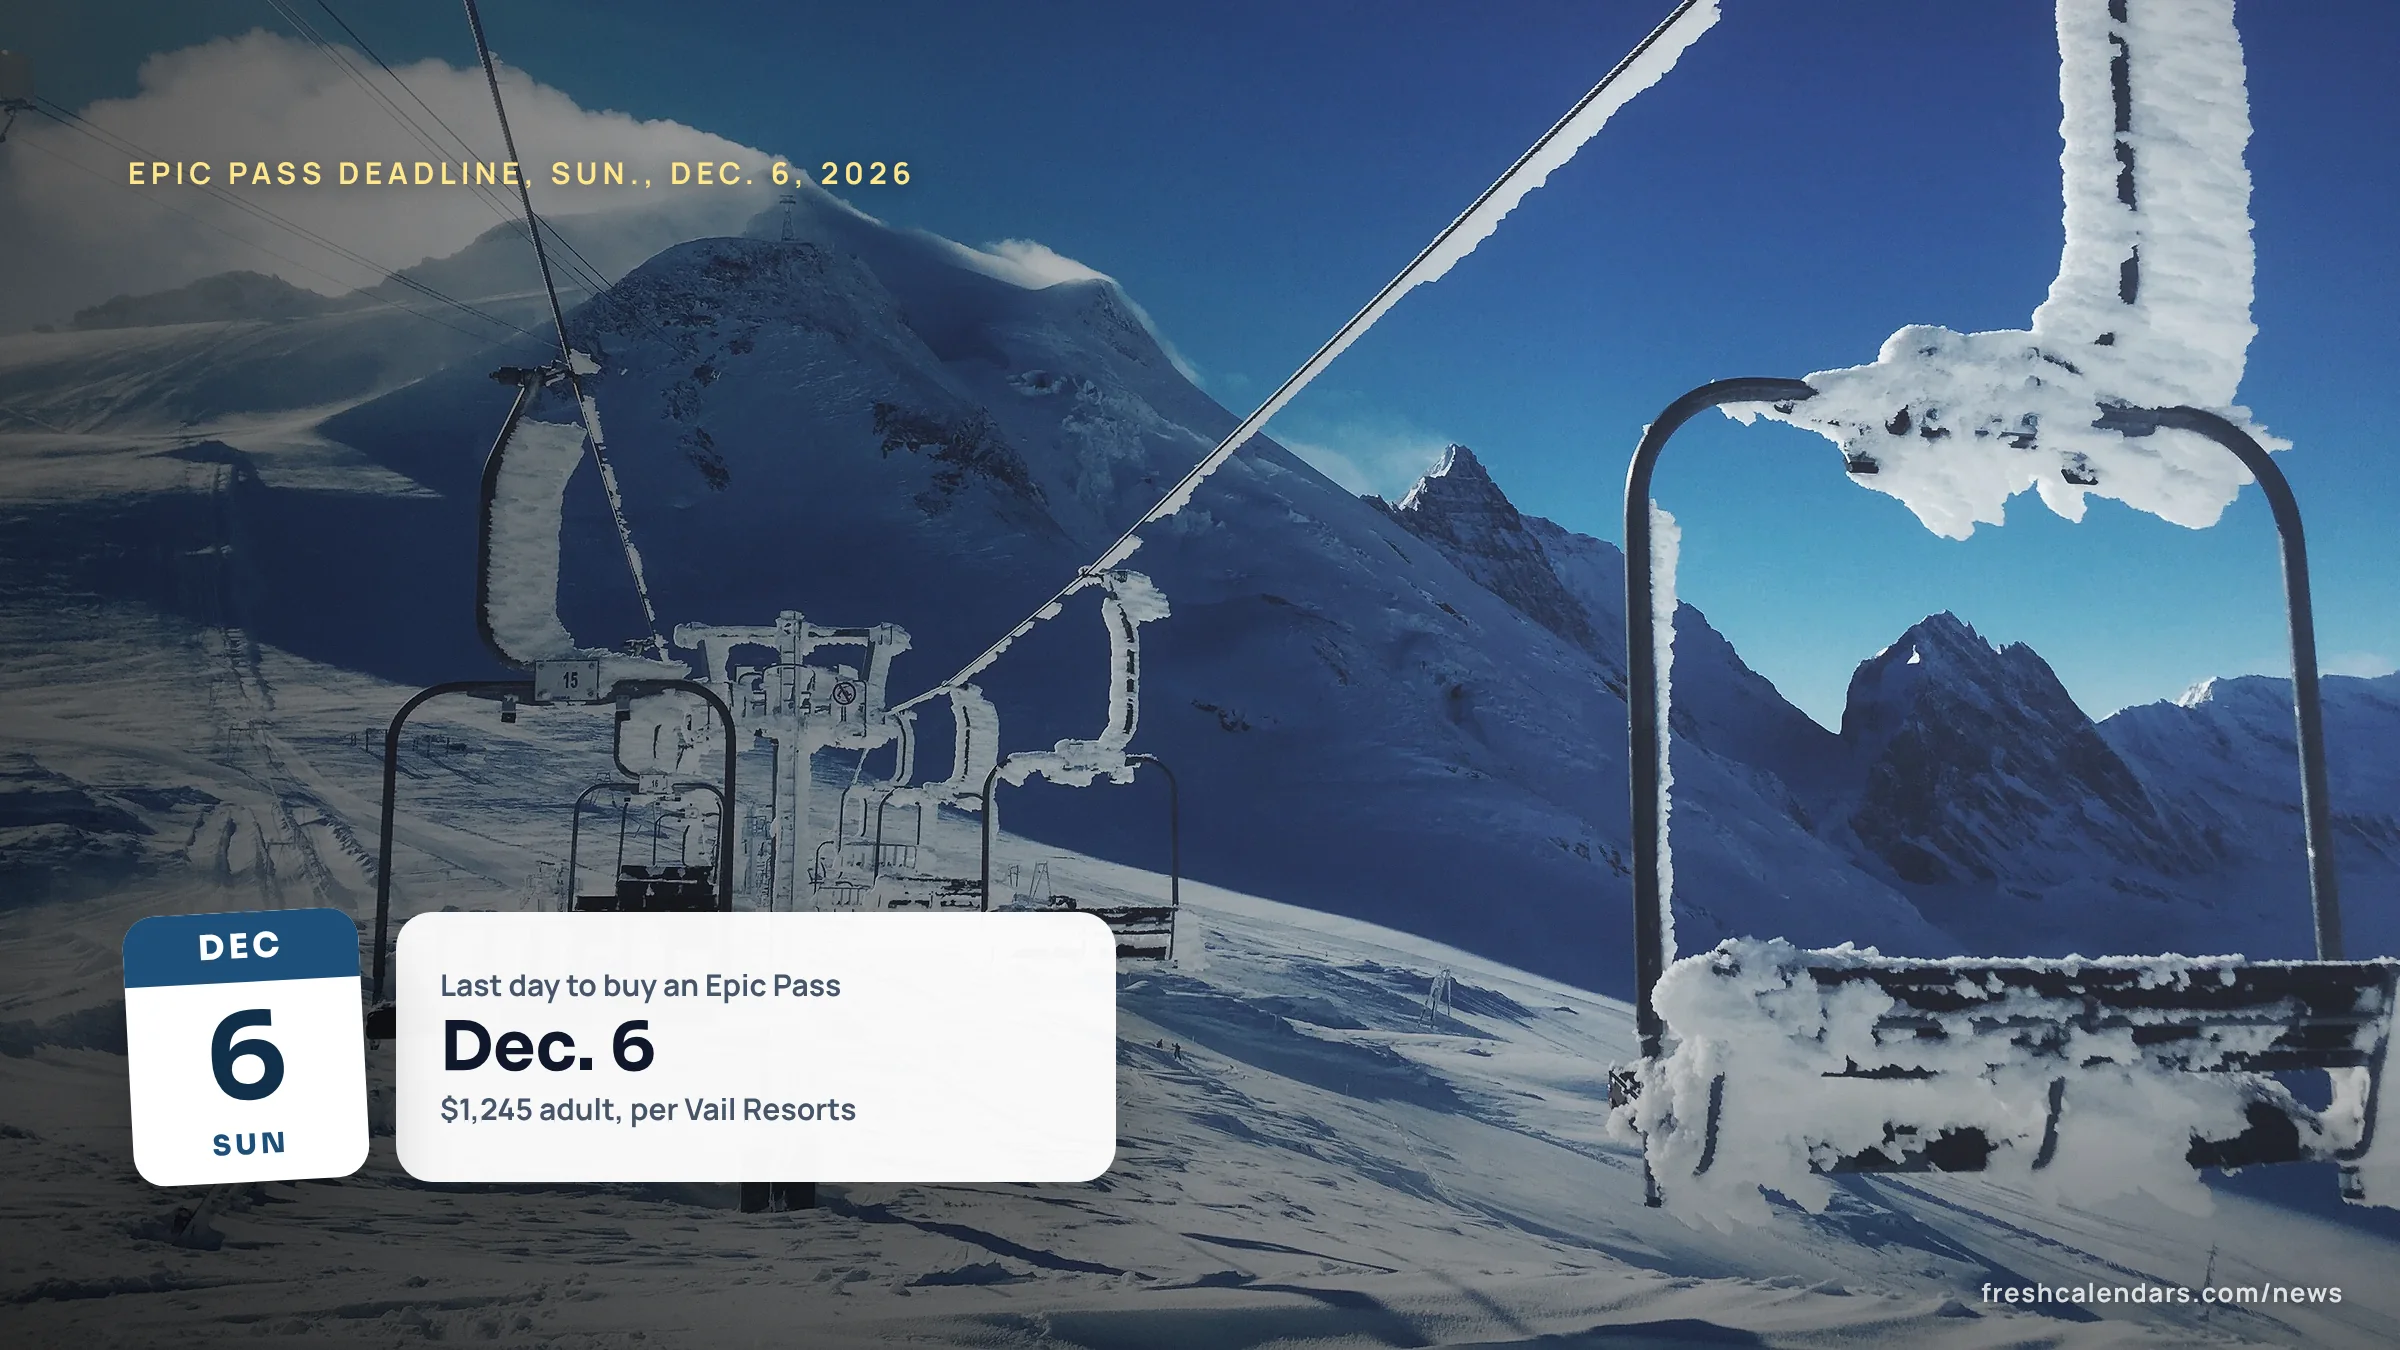 EPIC PASS DEADLINE, SUN., DEC. 6, 2026
15
DEC
6
SUN
Last day to buy an Epic Pass
Dec. 6
$1,245 adult, per Vail Resorts
freshcalendars.com/news